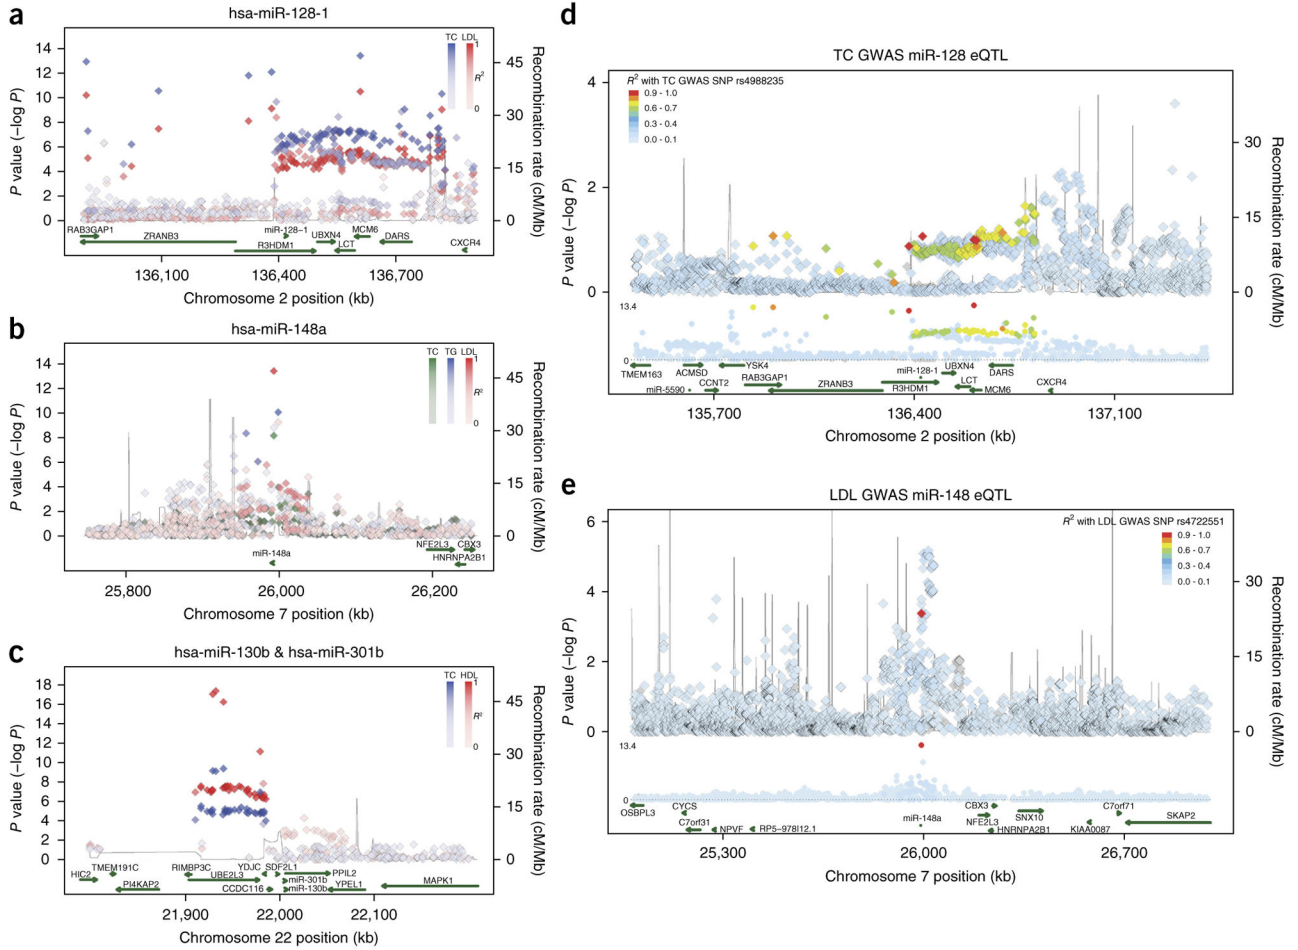 a
hsa-miR-128-1
P value (–log P)
14
12
10
8
6
4
2
0
TC LDL
1
R²
0
45
30
15
0
Recombination rate (cM/Mb)
RAB3GAP1
ZRANB3
miR-128-1
R3HDM1
UBXN4
LCT
MCM6
DARS
CXCR4
136,100 136,400 136,700
Chromosome 2 position (kb)
b
hsa-miR-148a
P value (–log P)
14
12
10
8
6
4
2
0
TC TG LDL
1
R²
0
45
30
15
0
Recombination rate (cM/Mb)
miR-148a
NFE2L3 CBX3
HNRNPA2B1
25,800 26,000 26,200
Chromosome 7 position (kb)
c
hsa-miR-130b & hsa-miR-301b
P value (–log P)
18
16
14
12
10
8
6
4
2
0
TC HDL
1
R²
0
45
30
15
0
Recombination rate (cM/Mb)
HIC2
TMEM191C
PI4KAP2
RIMBP3C
UBE2L3
YDJC
CCDC116
SDF2L1
miR-301b
miR-130b
PPIL2
YPEL1
MAPK1
21,900 22,000 22,100
Chromosome 22 position (kb)
d
TC GWAS miR-128 eQTL
R² with TC GWAS SNP rs4988235
0.9 - 1.0
0.6 - 0.7
0.3 - 0.4
0.0 - 0.1
P value (–log P)
4
2
0
13.4
0
30
15
0
Recombination rate (cM/Mb)
TMEM163
miR-5590
ACMSD
CCNT2
YSK4
RAB3GAP1
ZRANB3
miR-128-1
R3HDM1
UBXN4
LCT
MCM6
DARS
CXCR4
135,700 136,400 137,100
Chromosome 2 position (kb)
e
LDL GWAS miR-148 eQTL
R² with LDL GWAS SNP rs4722551
0.9 - 1.0
0.6 - 0.7
0.3 - 0.4
0.0 - 0.1
P value (–log P)
6
4
2
0
13.4
0
30
15
0
Recombination rate (cM/Mb)
OSBPL3
CYCS
C7orf31
NPVF
RP5–978I12.1
miR-148a
CBX3
NFE2L3
HNRNPA2B1
SNX10
KIAA0087
C7orf71
SKAP2
25,300 26,000 26,700
Chromosome 7 position (kb)